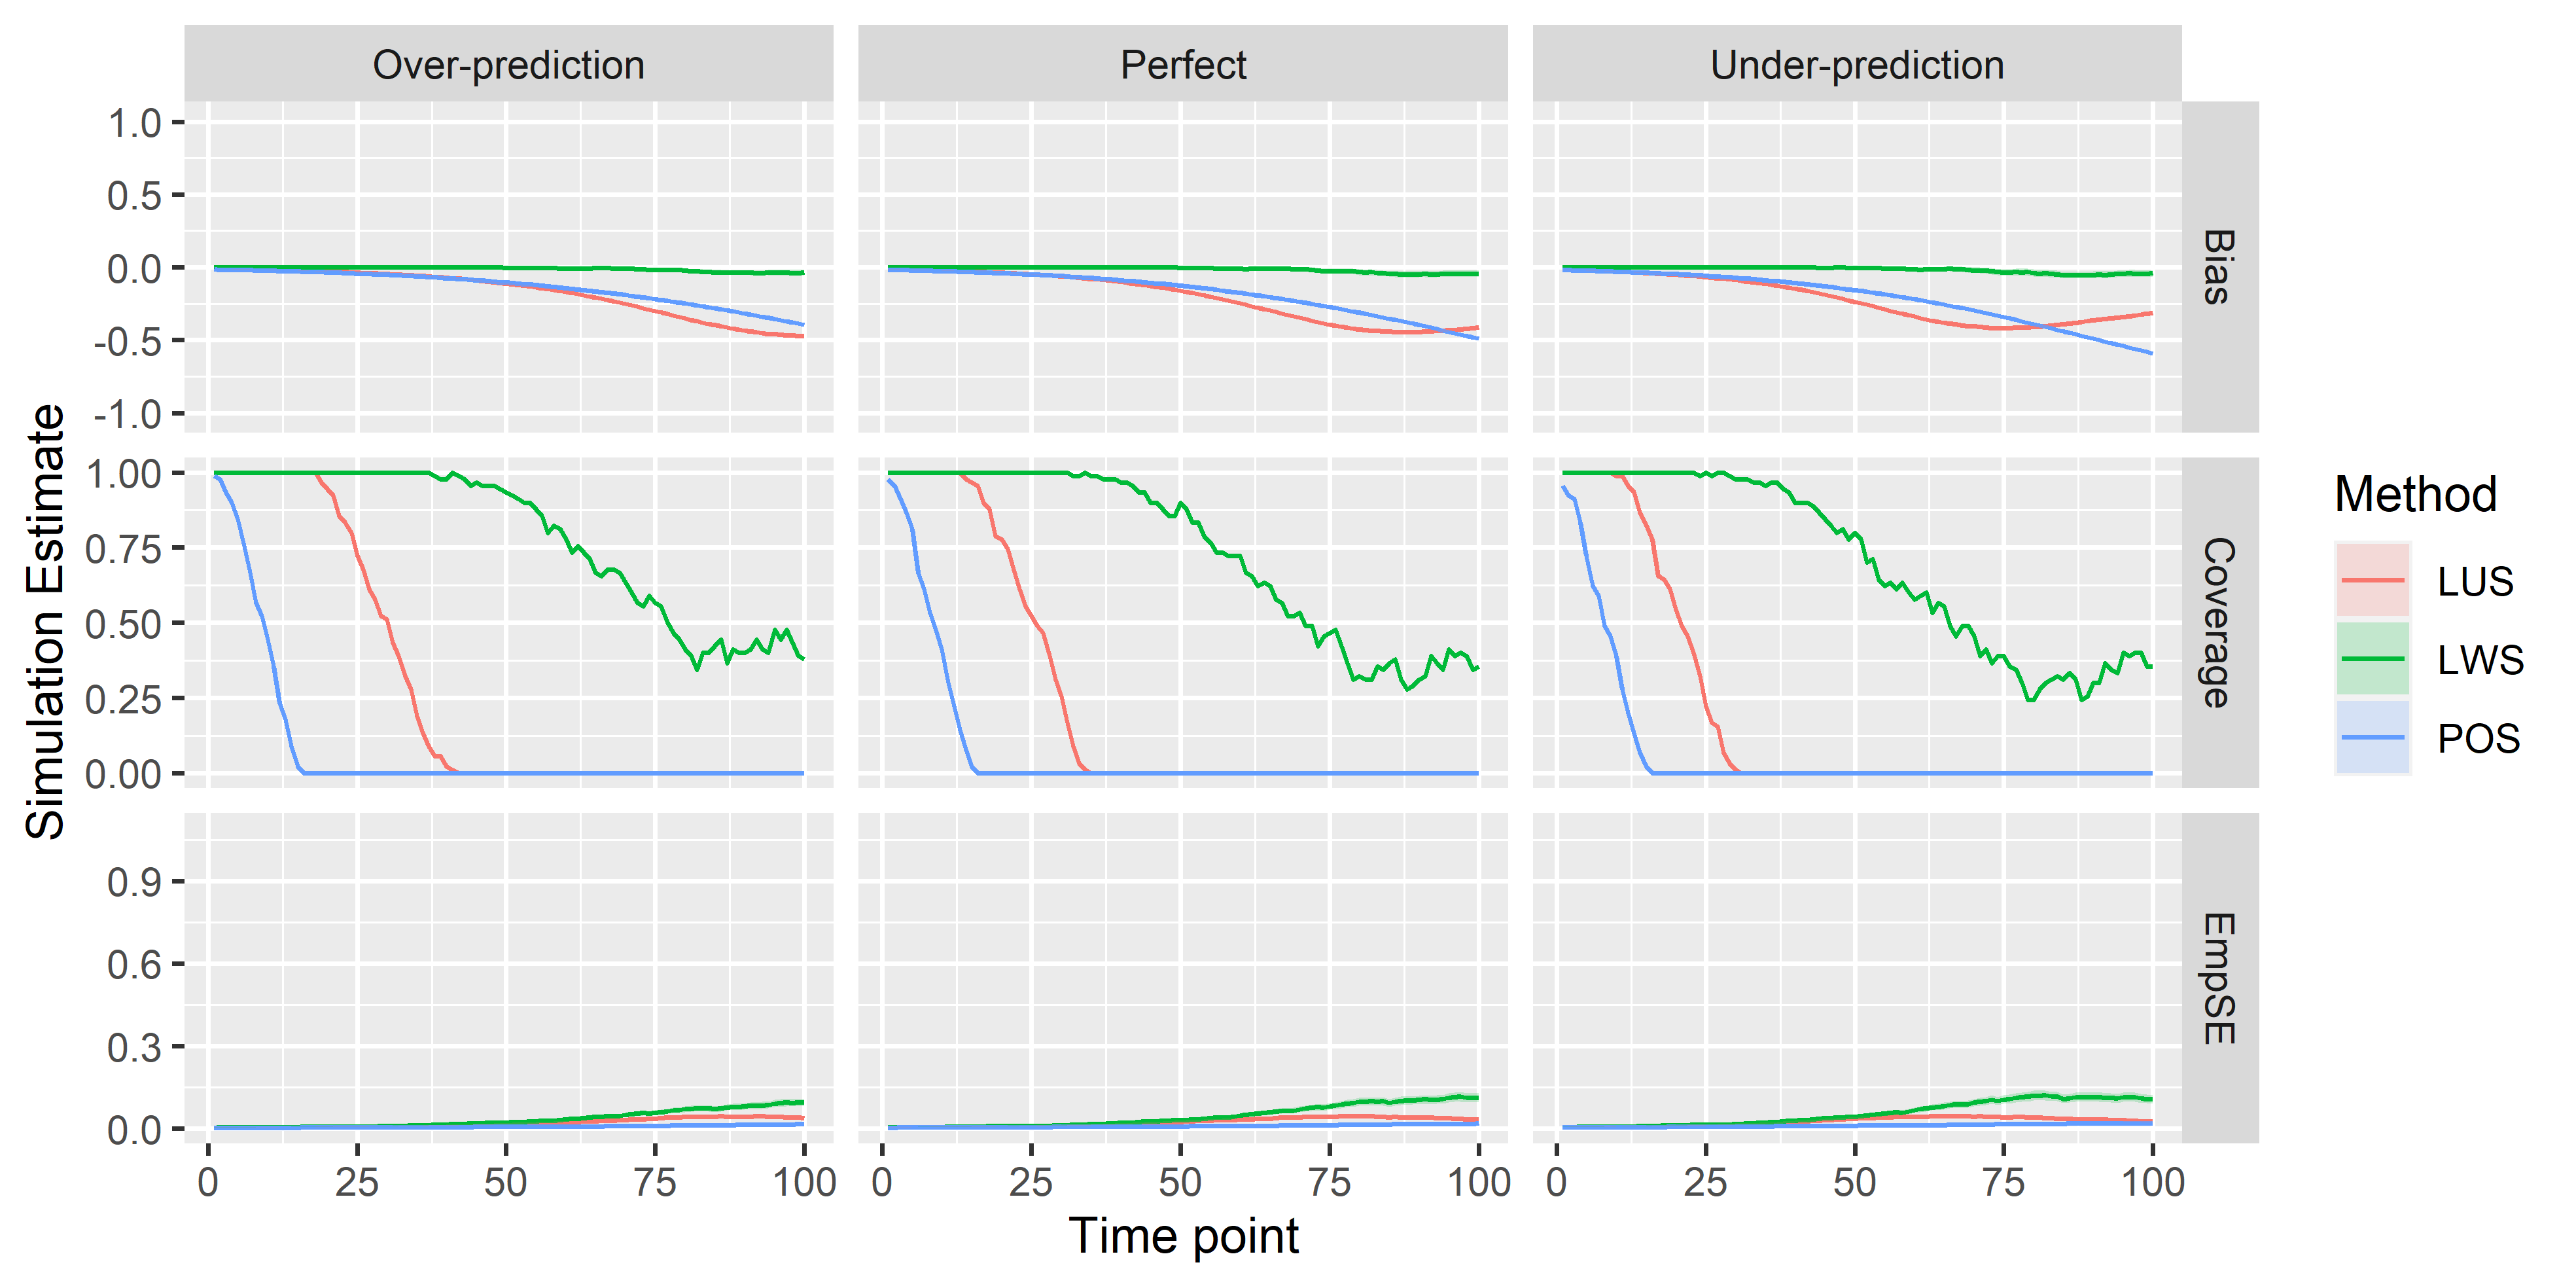 Over-prediction
Perfect
Under-prediction
1.0
0.5
0.0
-0.5
-1.0
Bias
1.00
0.75
0.50
0.25
0.00
Coverage
0.9
0.6
0.3
0.0
EmpSE
0 25 50 75 100
0 25 50 75 100
0 25 50 75 100
Time point
Simulation Estimate
Method
LUS
LWS
POS